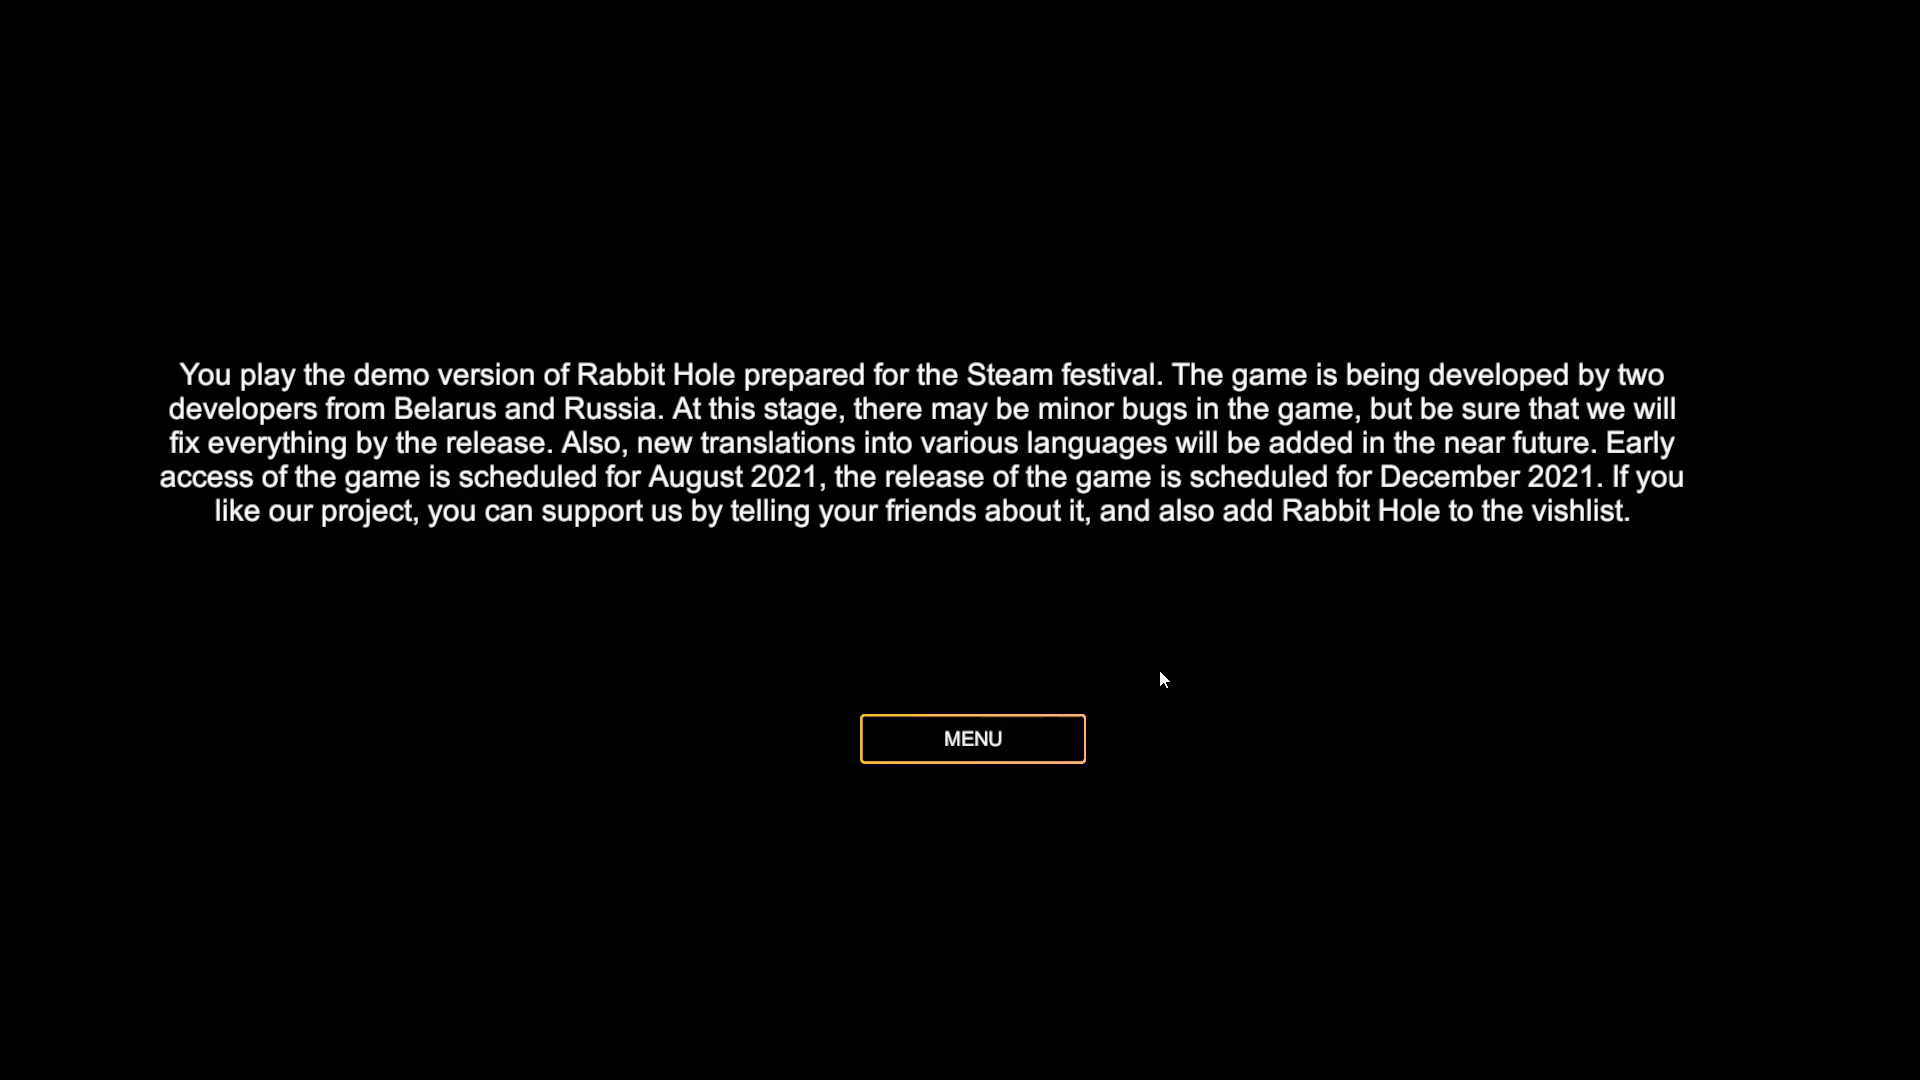 You play the demo version of Rabbit Hole prepared for the Steam festival. The game is being developed by two
developers from Belarus and Russia. At this stage, there may be minor bugs in the game, but be sure that we will
fix everything by the release. Also, new translations into various languages will be added in the near future. Early
access of the game is scheduled for August 2021, the release of the game is scheduled for December 2021. If you
like our project, you can support us by telling your friends about it, and also add Rabbit Hole to the vishlist.
MENU